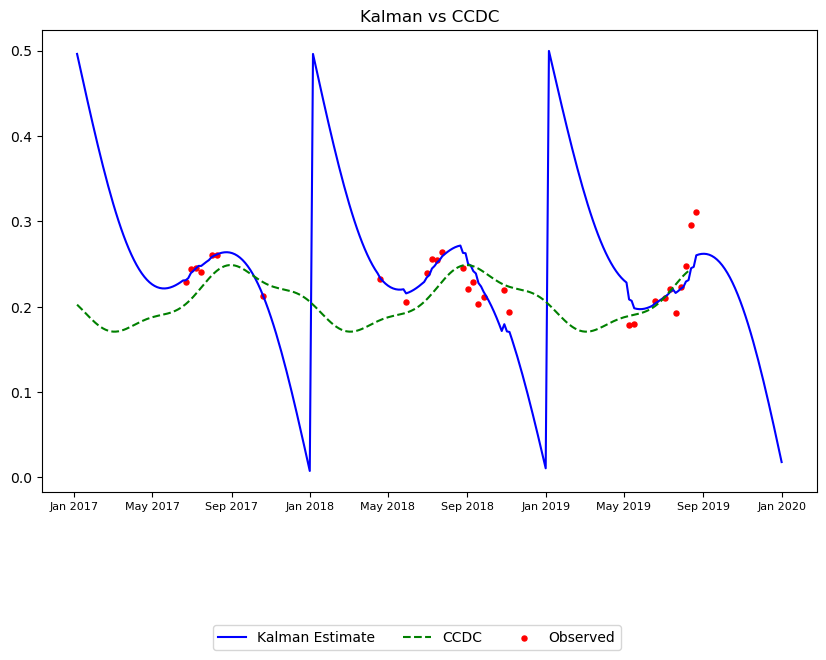 Kalman vs CCDC
0.5
0.4
0.3
0.2
0.1
0.0
Jan 2017 May 2017 Sep 2017 Jan 2018 May 2018 Sep 2018 Jan 2019 May 2019 Sep 2019 Jan 2020
Kalman Estimate CCDC Observed